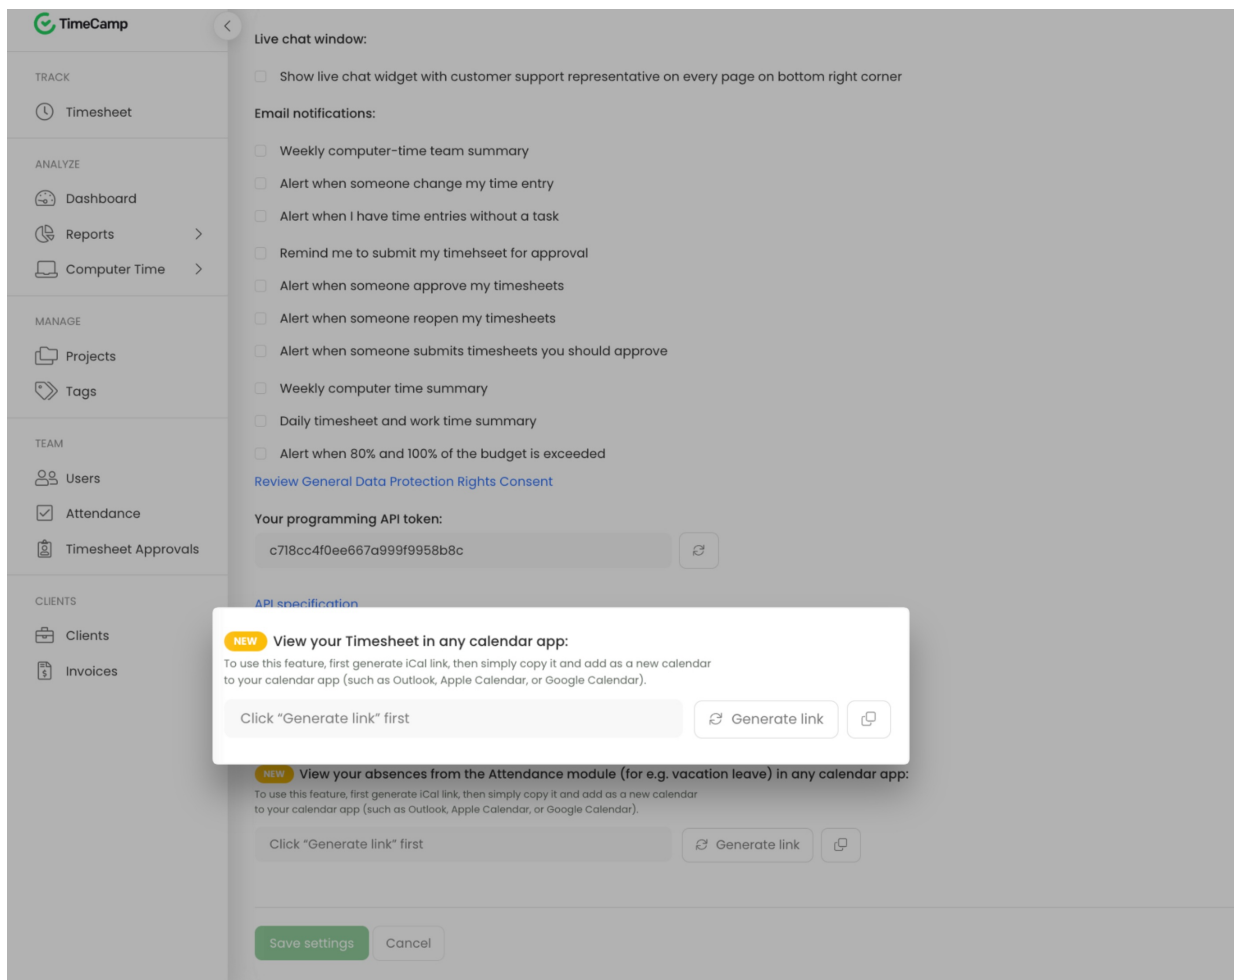 TimeCamp
TRACK
Timesheet
ANALYZE
Dashboard
Reports
Computer Time
MANAGE
Projects
Tags
TEAM
Users
Attendance
Timesheet Approvals
CLIENTS
Clients
Invoices
Live chat window:
Show live chat widget with customer support representative on every page on bottom right corner
Email notifications:
Weekly computer-time team summary
Alert when someone change my time entry
Alert when I have time entries without a task
Remind me to submit my timehseet for approval
Alert when someone approve my timesheets
Alert when someone reopen my timesheets
Alert when someone submits timesheets you should approve
Weekly computer time summary
Daily timesheet and work time summary
Alert when 80% and 100% of the budget is exceeded
Review General Data Protection Rights Consent
Your programming API token:
c718cc4f0ee667a999f9958b8c
API specification
NEW View your Timesheet in any calendar app:
To use this feature, first generate iCal link, then simply copy it and add as a new calendar
to your calendar app (such as Outlook, Apple Calendar, or Google Calendar).
Click “Generate link” first
Generate link
NEW View your absences from the Attendance module (for e.g. vacation leave) in any calendar app:
To use this feature, first generate iCal link, then simply copy it and add as a new calendar
to your calendar app (such as Outlook, Apple Calendar, or Google Calendar).
Click “Generate link” first
Generate link
Save settings
Cancel